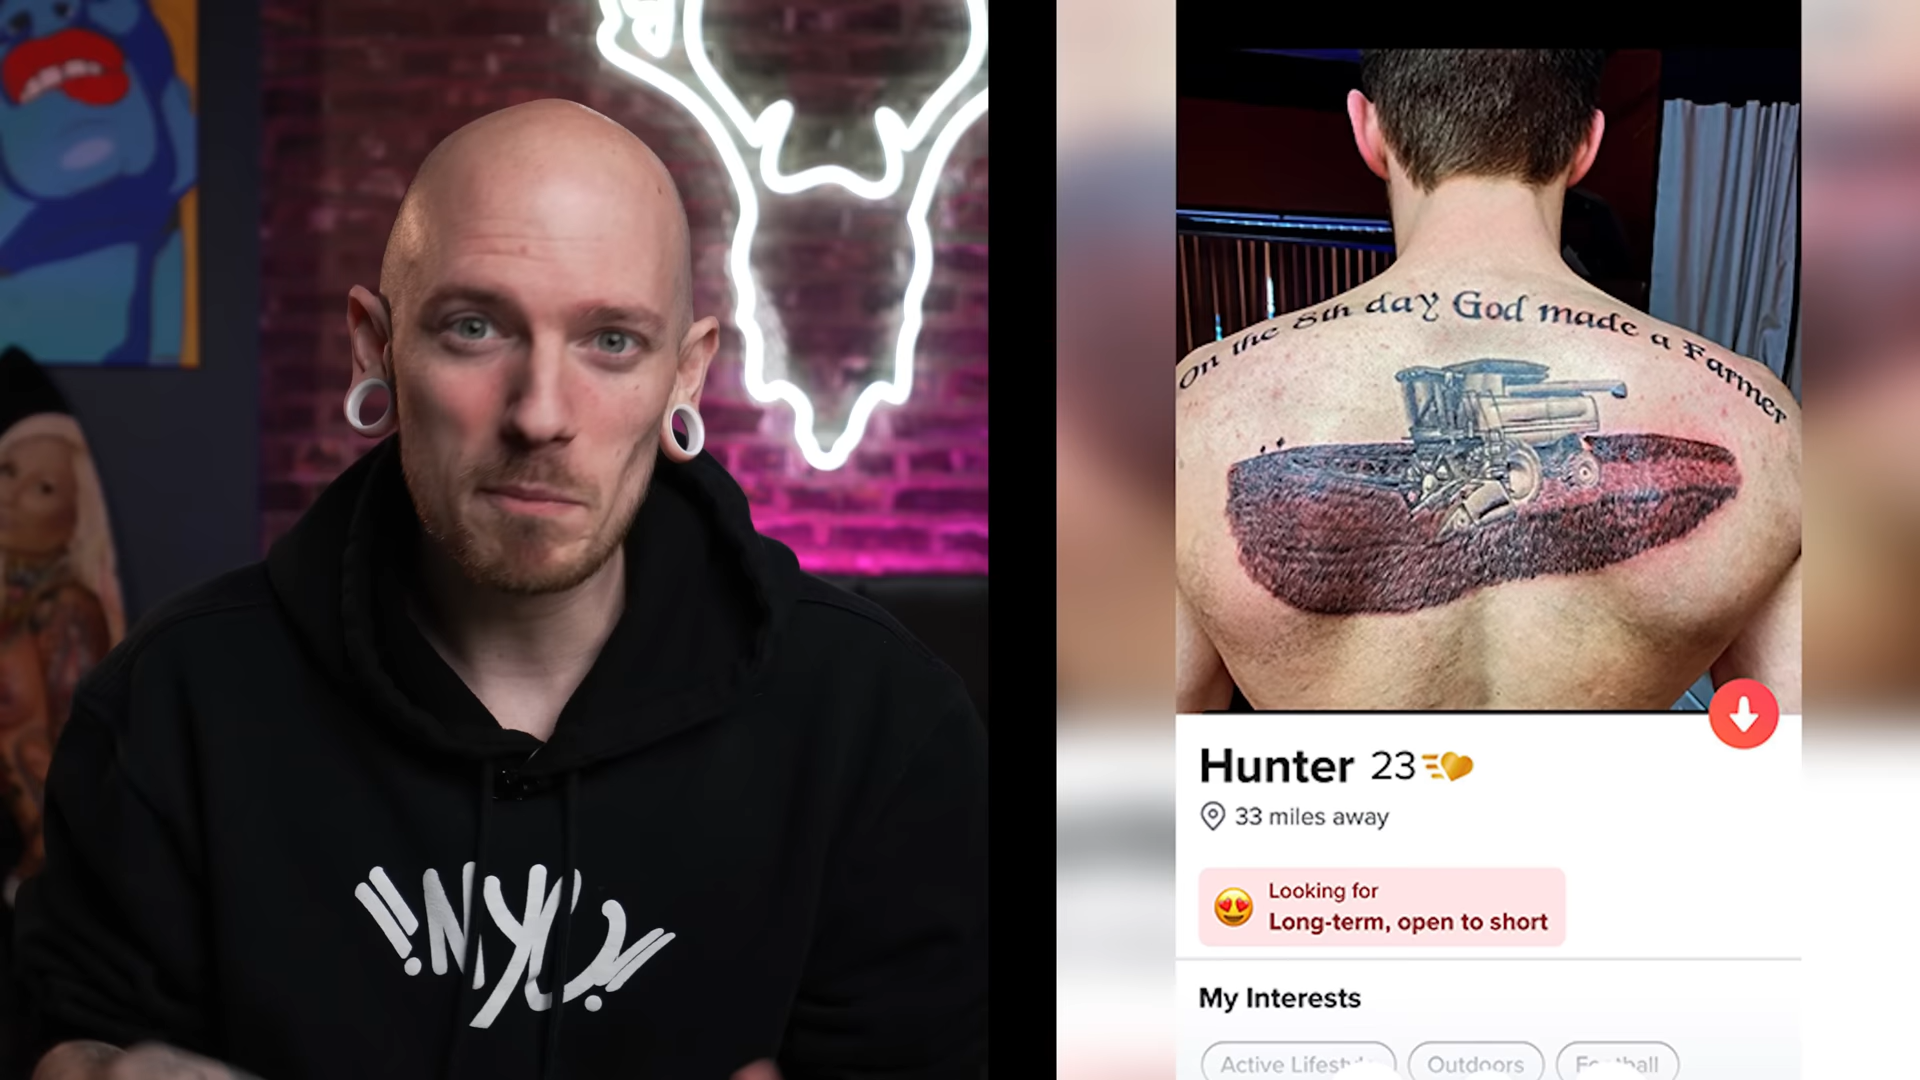 On the 8th day God made a Farmer
Hunter 23
33 miles away
Looking for
Long-term, open to short
My Interests
Outdoors